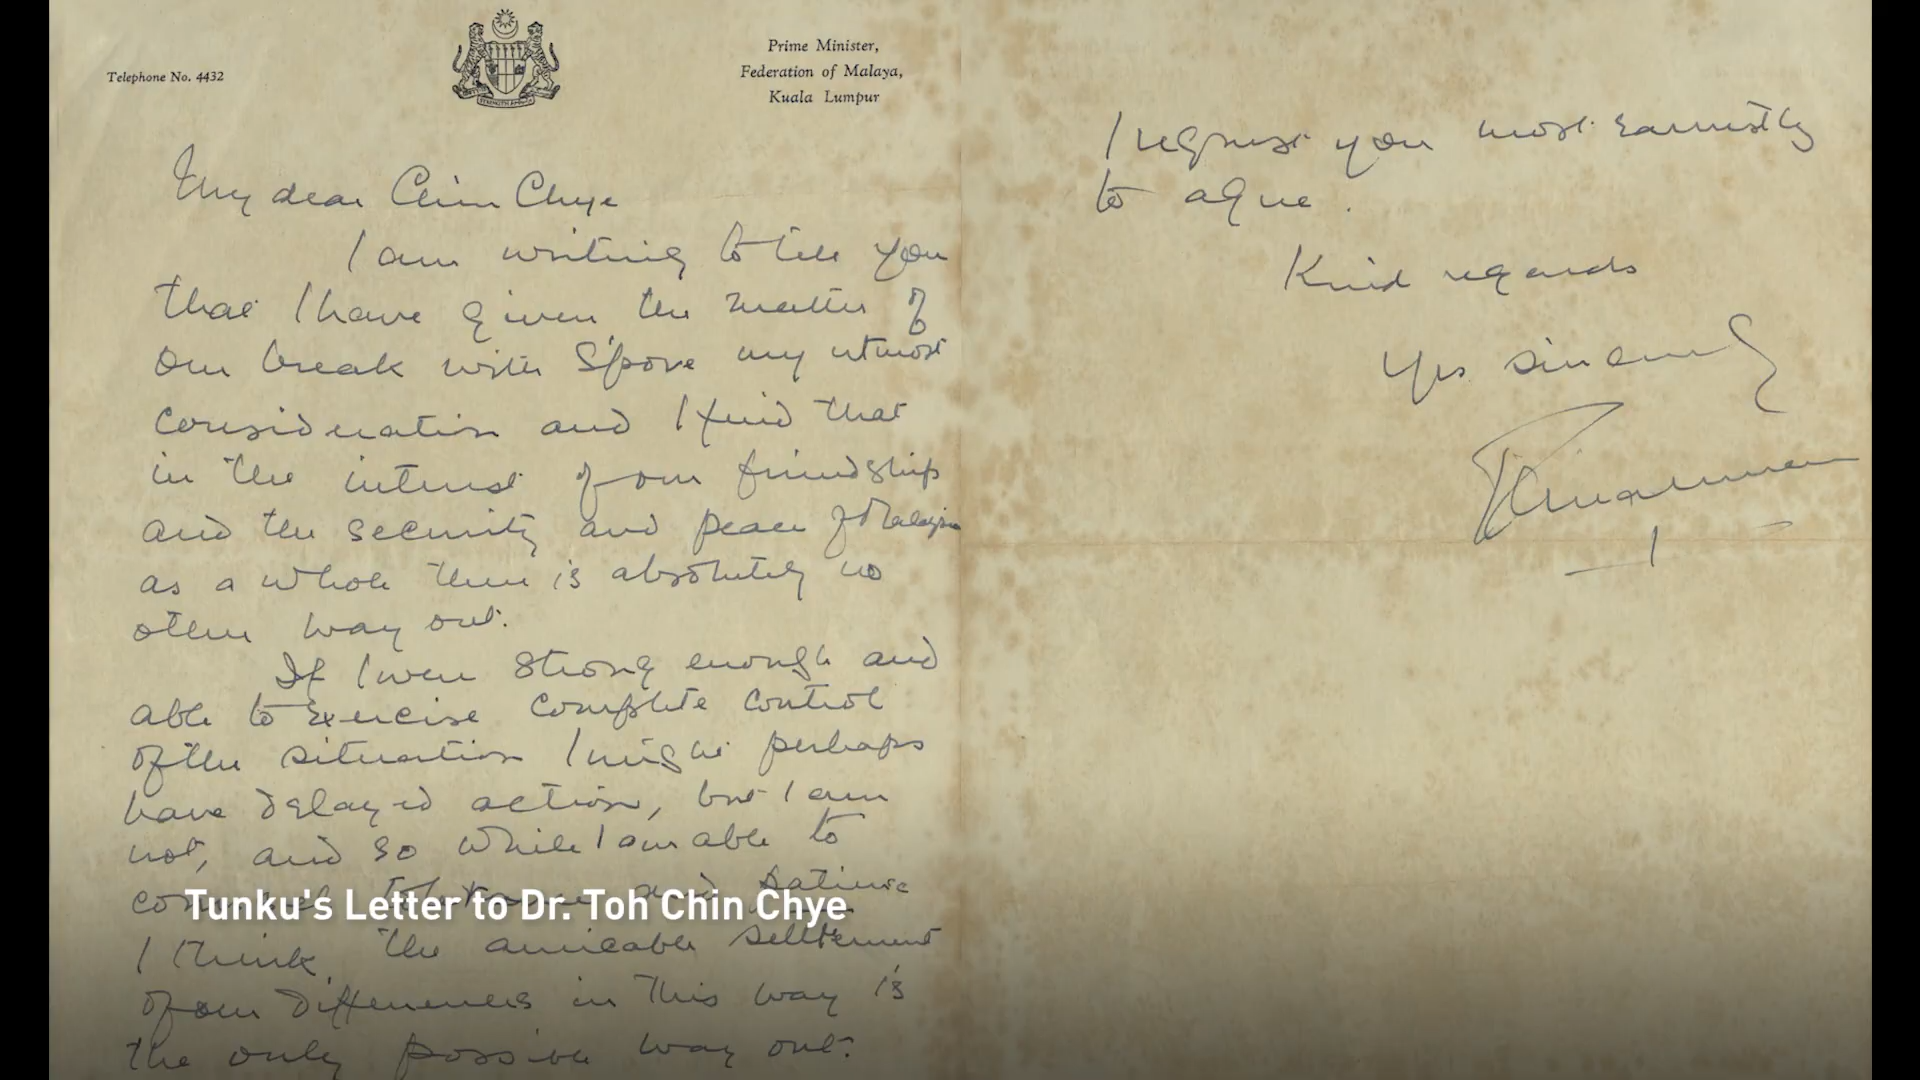 Telephone No. 4432
Prime Minister,
Federation of Malaya,
Kuala Lumpur
My dear Chin Chye
I am writing to tell you
that I have given the matter of
our break with S'pore my utmost
consideration and I find that
in the interest of our friendship
and the security and peace of Malaysia
as a whole there is absolutely no
other way out.
If I were strong enough and
able to exercise complete control
of the situation I might perhaps
have delayed action, but I am
not, and so while I am able to
tolerance and patience
I think the amicable settlement
of our differences in this way is
the only possible way out.
I request you most earnestly
to agree.
Kind regards
Yrs sincerely
Tunku's Letter to Dr. Toh Chin Chye